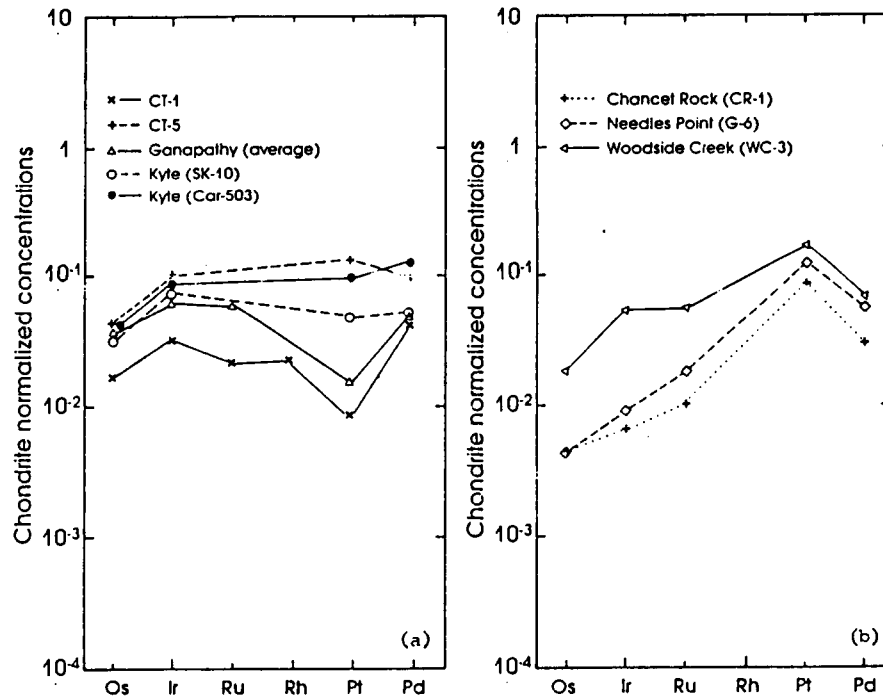 10
1
10-1
10-2
10-3
10-4
Chondrite normalized concentrations
CT-1
CT-5
Ganapathy (average)
Kyte (SK-10)
Kyte (Car-503)
(a)
Os Ir Ru Rh Pt Pd
10
1
10-1
10-2
10-3
10-4
Chondrite normalized concentrations
Chancet Rock (CR-1)
Needles Point (G-6)
Woodside Creek (WC-3)
(b)
Os Ir Ru Rh Pt Pd